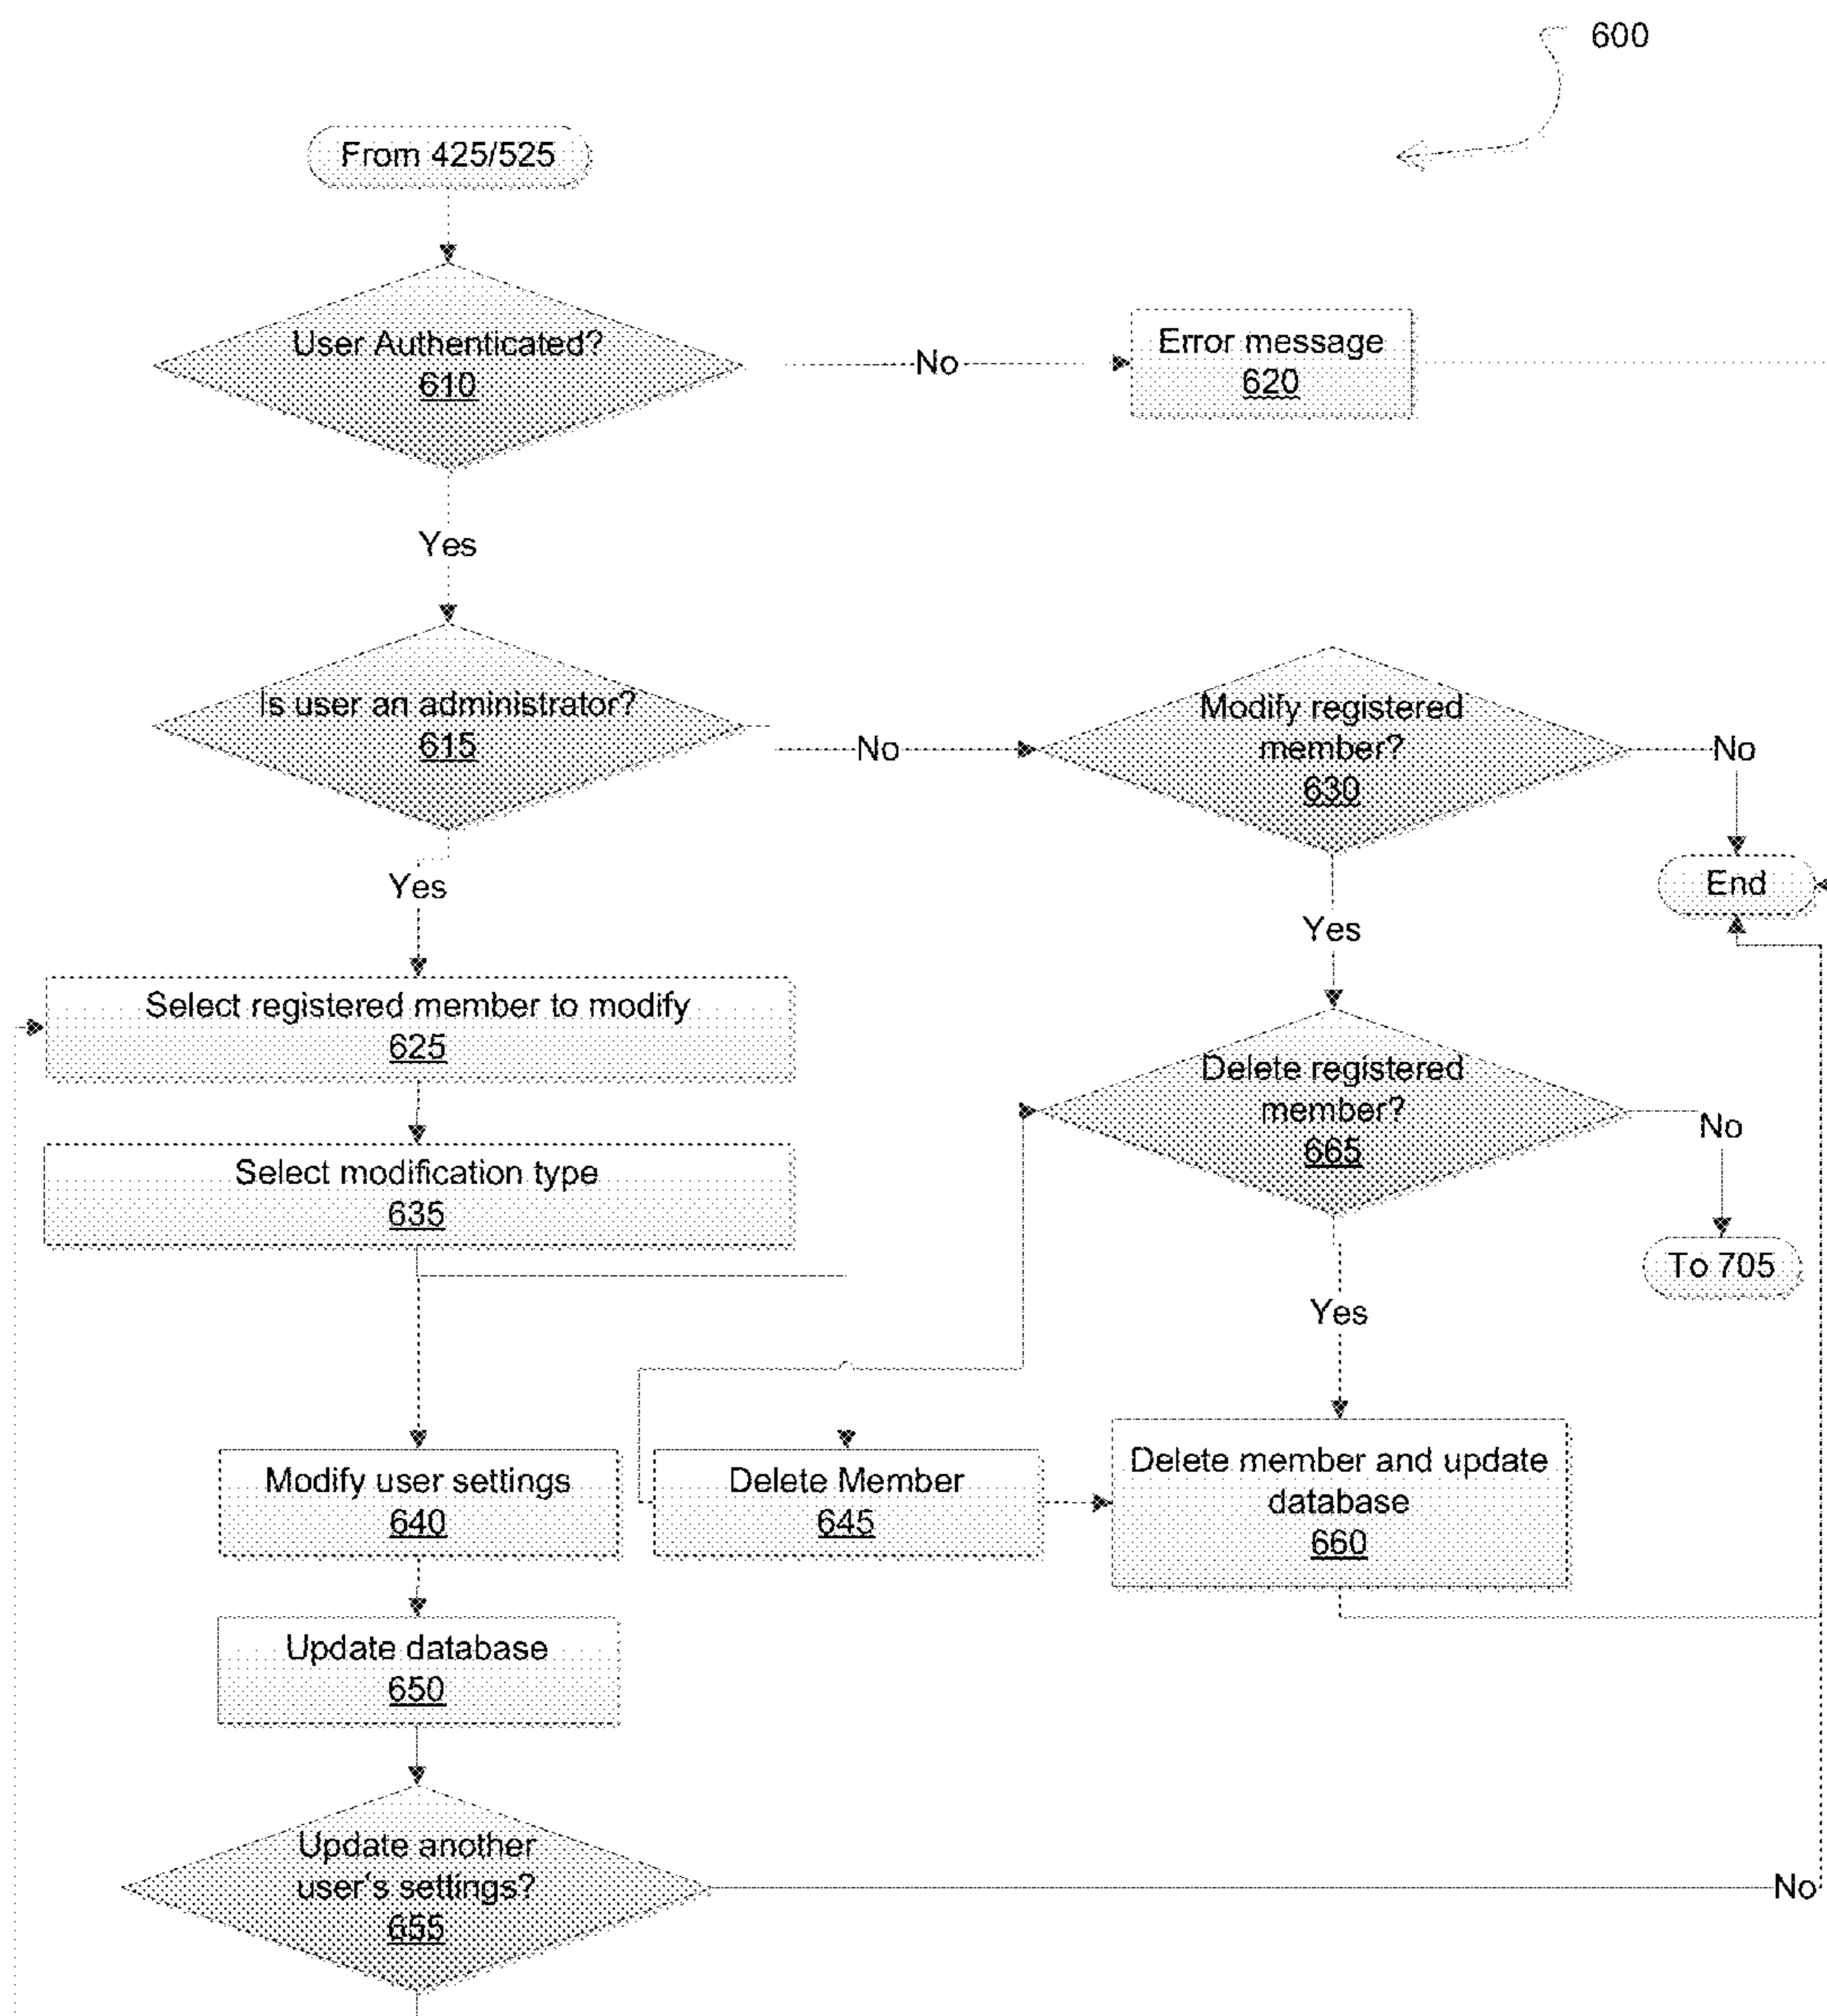 600
From 425/525
User Authenticated?
610
No
Error message
620
Yes
Is user an administrator?
615
No
Modify registered
member?
630
No
Yes
End
Yes
Select registered member to modify
625
Delete registered
member?
665
No
Select modification type
635
To 705
Yes
Modify user settings
640
Delete Member
645
Delete member and update
database
660
Update database
650
Update another
user's settings?
655
No